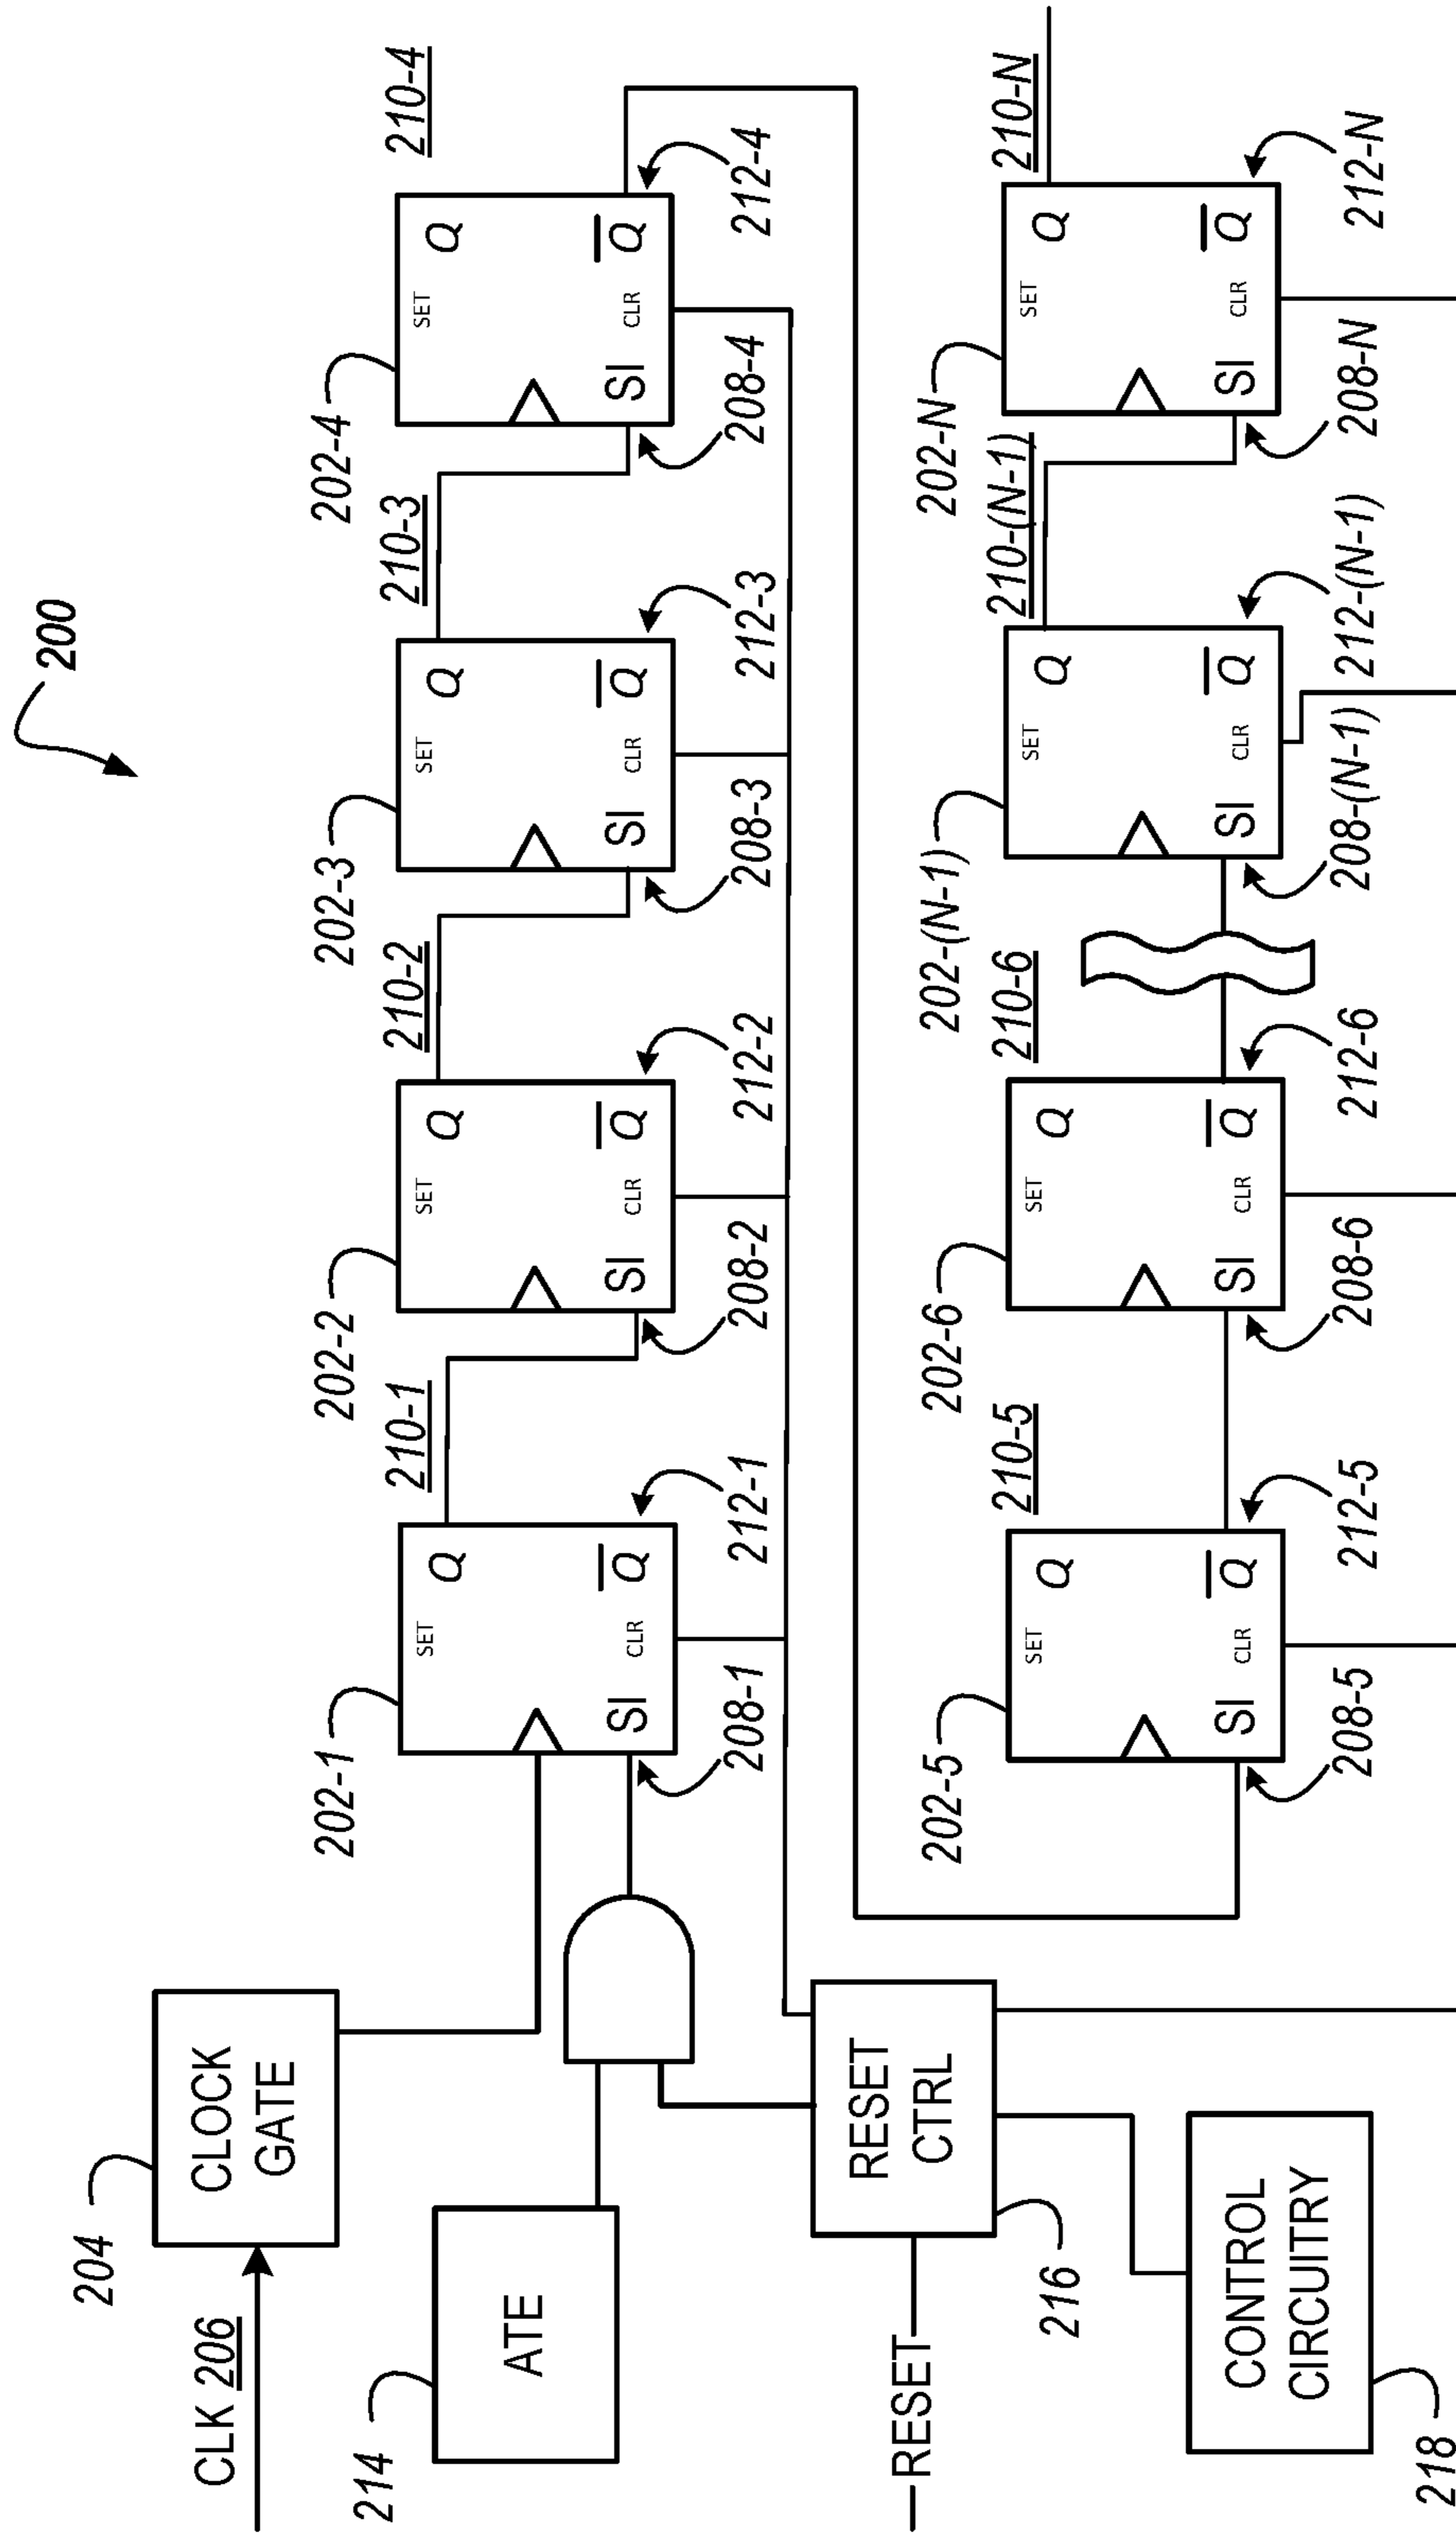 200
204
CLK 206
CLOCK
GATE
214
ATE
RESET
RESET
CTRL
216
CONTROL
CIRCUITRY
218
202-1
SET
Q
SI
CLR
Q
208-1
212-1
210-1
202-2
SET
Q
SI
CLR
Q
208-2
212-2
210-2
202-3
SET
Q
SI
CLR
Q
208-3
212-3
210-3
202-4
SET
Q
SI
CLR
Q
208-4
212-4
210-4
202-5
SET
Q
SI
CLR
Q
208-5
212-5
210-5
202-6
SET
Q
SI
CLR
Q
208-6
212-6
210-6
202-(N-1)
SET
Q
SI
CLR
Q
208-(N-1)
212-(N-1)
210-(N-1)
202-N
SET
Q
SI
CLR
Q
208-N
212-N
210-N